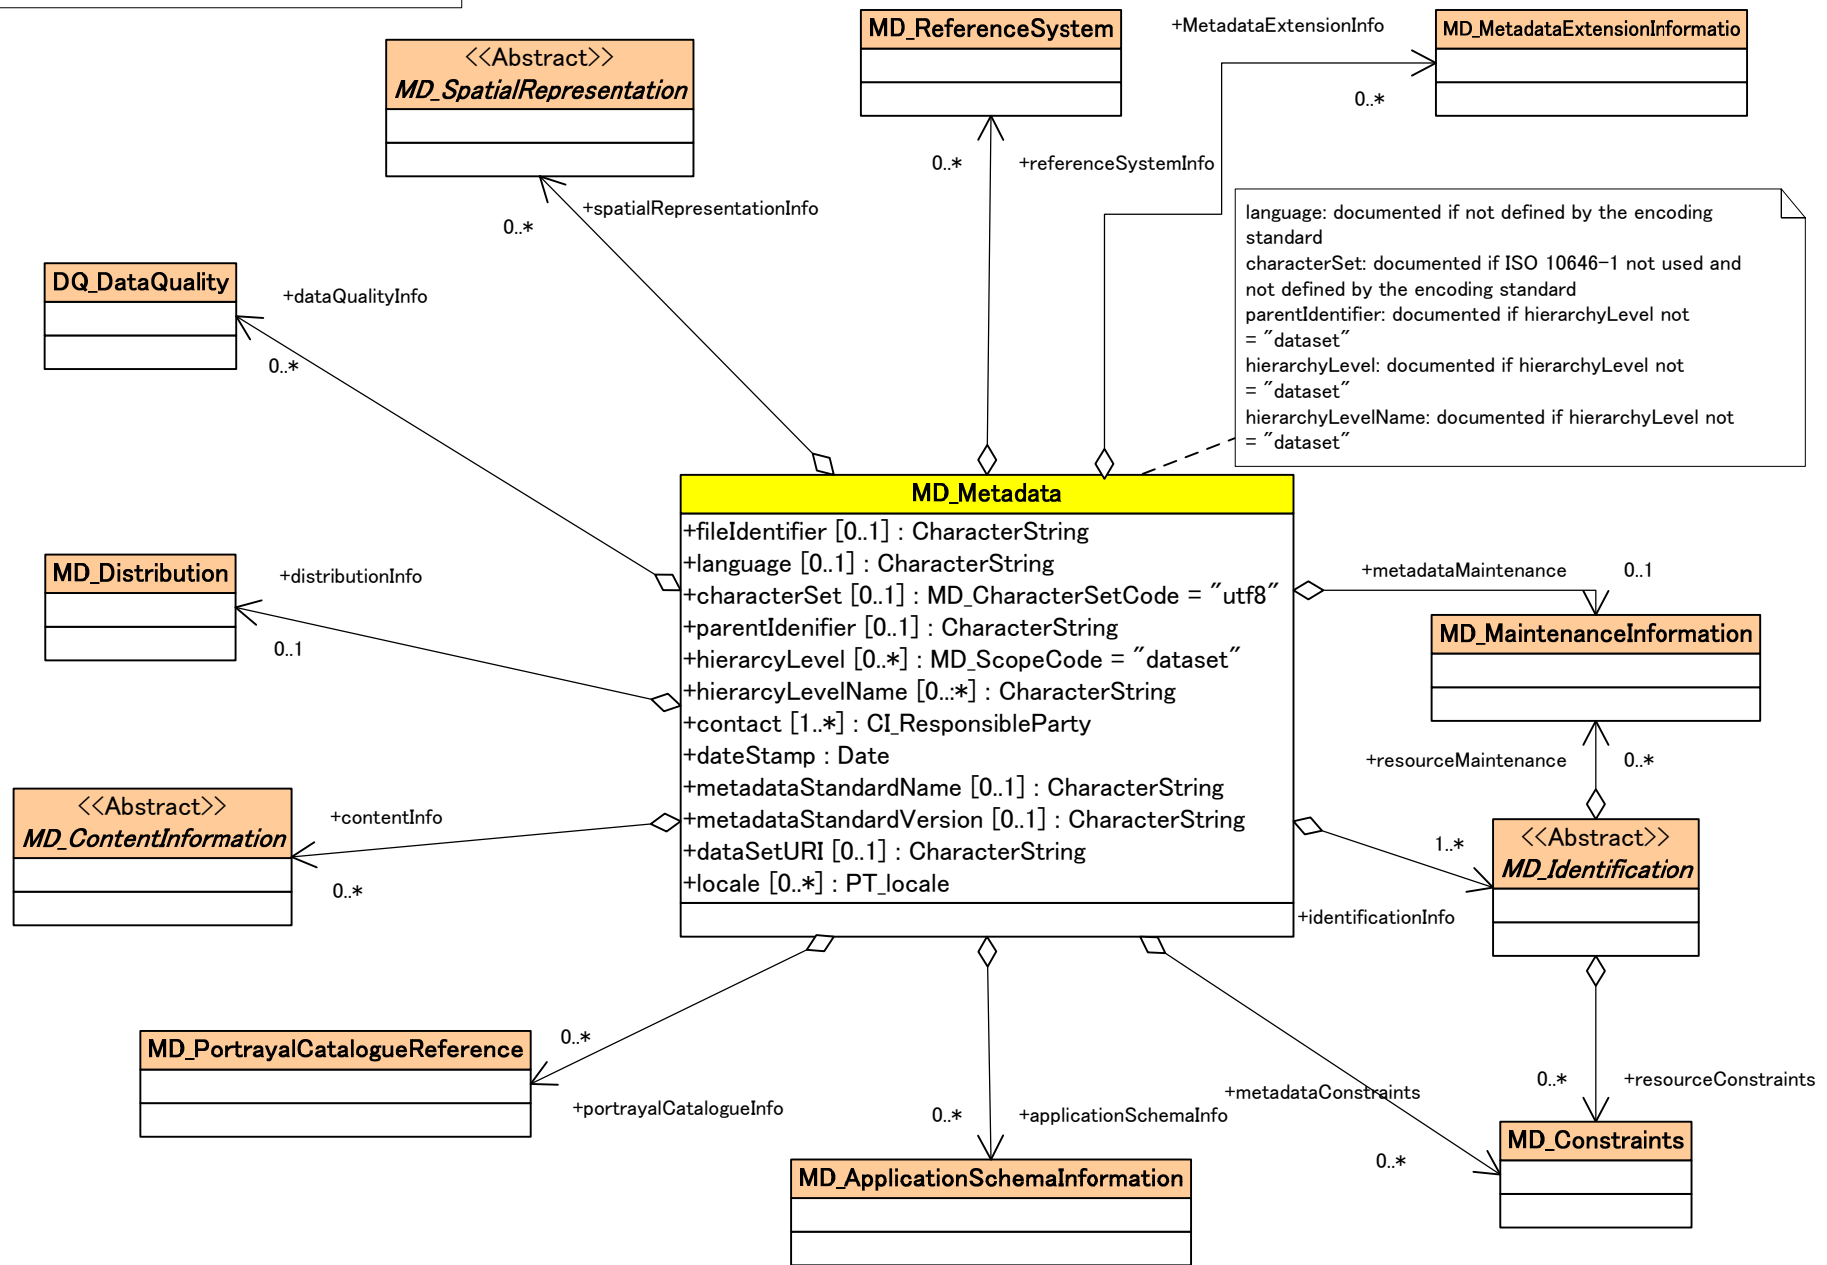 MD_ReferenceSystem
+MetadataExtensionInfo
MD_MetadataExtensionInformatio
0..*
<<Abstract>>
MD_SpatialRepresentation
0..*
+referenceSystemInfo
+spatialRepresentationInfo
0..*
language: documented if not defined by the encoding
standard
characterSet: documented if ISO 10646-1 not used and
not defined by the encoding standard
parentIdentifier: documented if hierarchyLevel not
= "dataset"
hierarchyLevel: documented if hierarchyLevel not
= "dataset"
hierarchyLevelName: documented if hierarchyLevel not
= "dataset"
DQ_DataQuality
+dataQualityInfo
0..*
MD_Metadata
+fileIdentifier [0..1] : CharacterString
+language [0..1] : CharacterString
+characterSet [0..1] : MD_CharacterSetCode = "utf8"
+parentIdenifier [0..1] : CharacterString
+hierarcyLevel [0..*] : MD_ScopeCode = "dataset"
+hierarcyLevelName [0..:*] : CharacterString
+contact [1..*] : CI_ResponsibleParty
+dateStamp : Date
+metadataStandardName [0..1] : CharacterString
+metadataStandardVersion [0..1] : CharacterString
+dataSetURI [0..1] : CharacterString
+locale [0..*] : PT_locale
MD_Distribution
+distributionInfo
0..1
+metadataMaintenance
0..1
MD_MaintenanceInformation
+resourceMaintenance
0..*
<<Abstract>>
MD_ContentInformation
+contentInfo
0..*
1..*
<<Abstract>>
MD_Identification
+identificationInfo
MD_PortrayalCatalogueReference
0..*
+portrayalCatalogueInfo
0..*
+applicationSchemaInfo
+metadataConstraints
0..*
0..*
+resourceConstraints
MD_Constraints
MD_ApplicationSchemaInformation